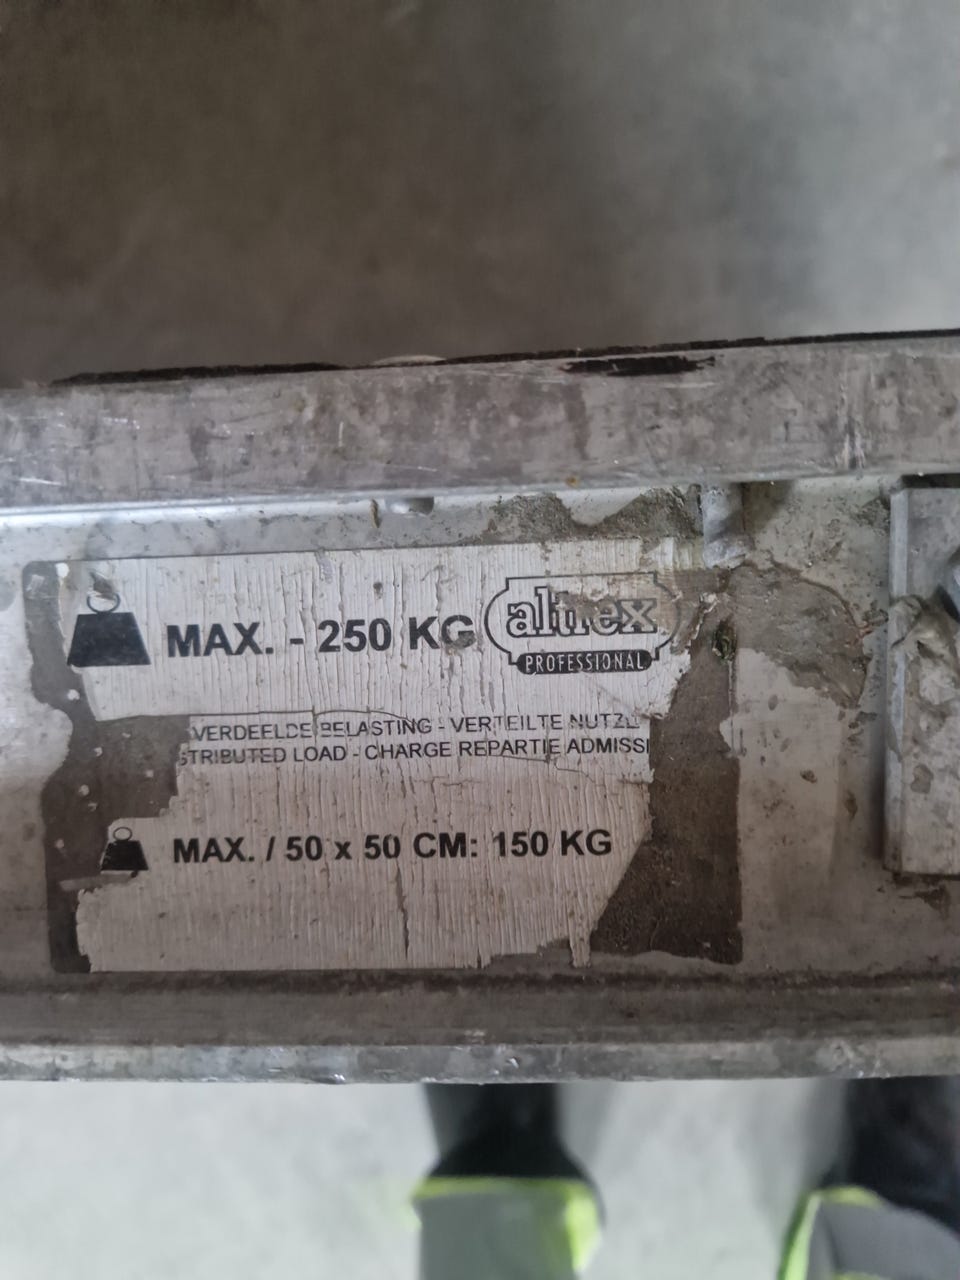 MAX. - 250 KG
altrex
PROFESSIONAL
VERDEELDE BELASTING - VERTEILTE NUTZL
STRIBUTED LOAD - CHARGE REPARTIE ADMISSI
MAX. / 50 x 50 CM: 150 KG